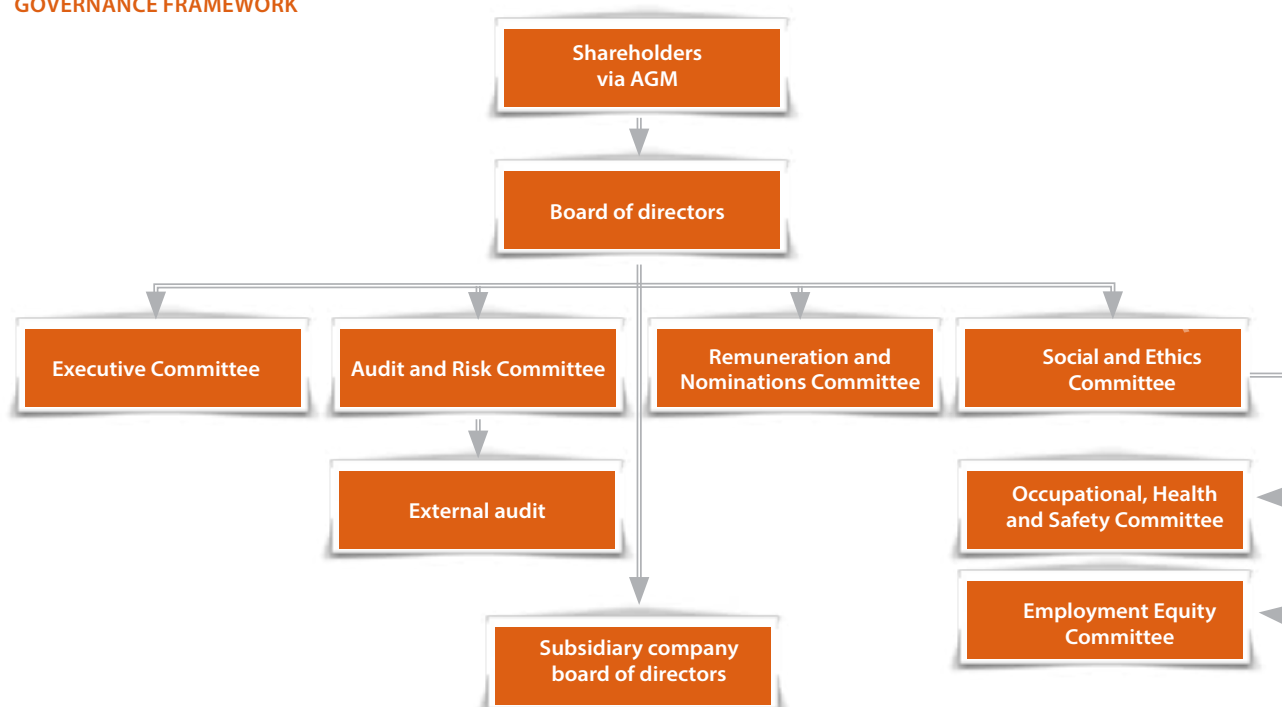 GOVERNANCE FRAMEWORK
Shareholders
via AGM
Board of directors
Executive Committee
Audit and Risk Committee
Remuneration and
Nominations Committee
Social and Ethics
Committee
External audit
Occupational, Health
and Safety Committee
Employment Equity
Committee
Subsidiary company
board of directors